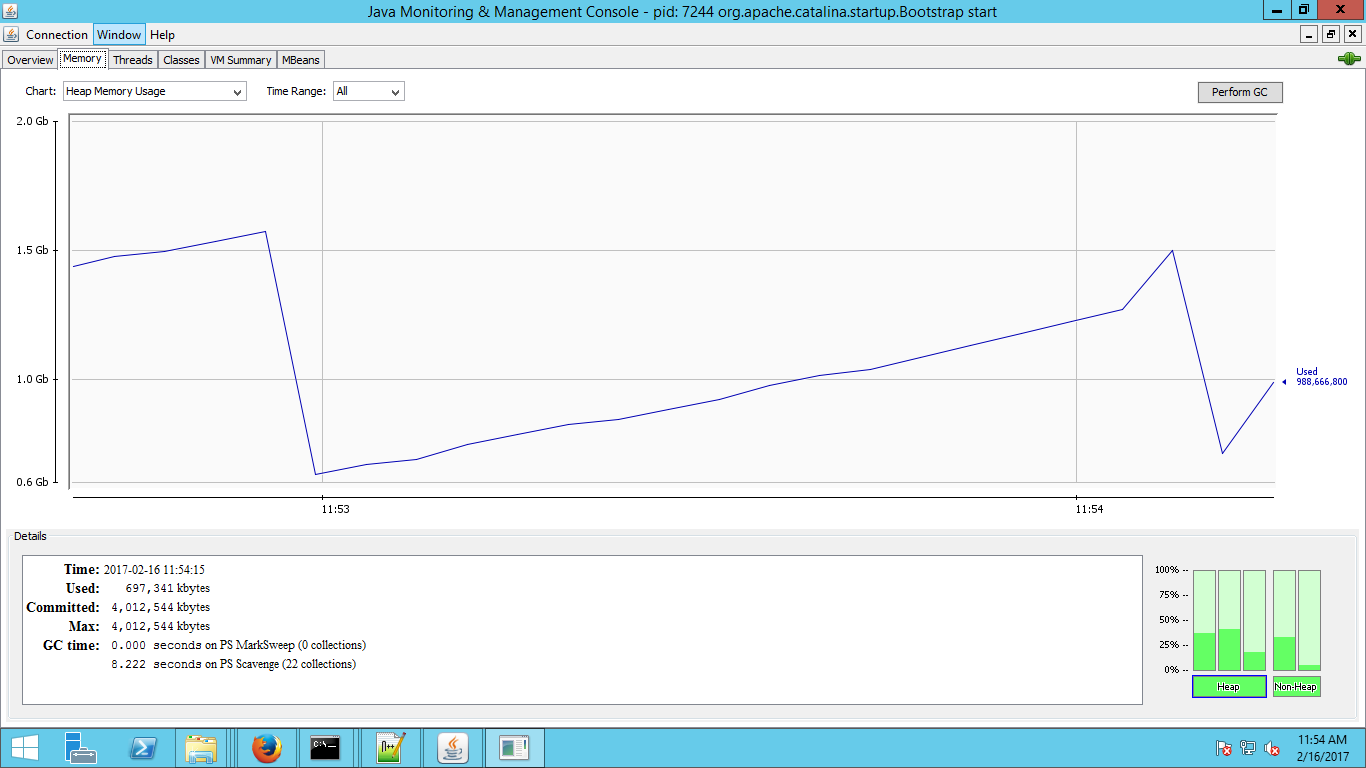 Java Monitoring & Management Console - pid: 7244 org.apache.catalina.startup.Bootstrap start
Connection Window Help
Overview Memory Threads Classes VM Summary MBeans
Chart: Heap Memory Usage Time Range: All Perform GC
2.0 Gb
1.5 Gb
1.0 Gb
Used
988,666,800
0.6 Gb
11:53 11:54
Details
Time: 2017-02-16 11:54:15
Used: 697,341 kbytes
Committed: 4,012,544 kbytes
Max: 4,012,544 kbytes
GC time: 0.000 seconds on PS MarkSweep (0 collections)
8.222 seconds on PS Scavenge (22 collections)
100% --
75% --
50% --
25% --
0% --
Heap Non-Heap
C:\_
N++
11:54 AM
2/16/2017